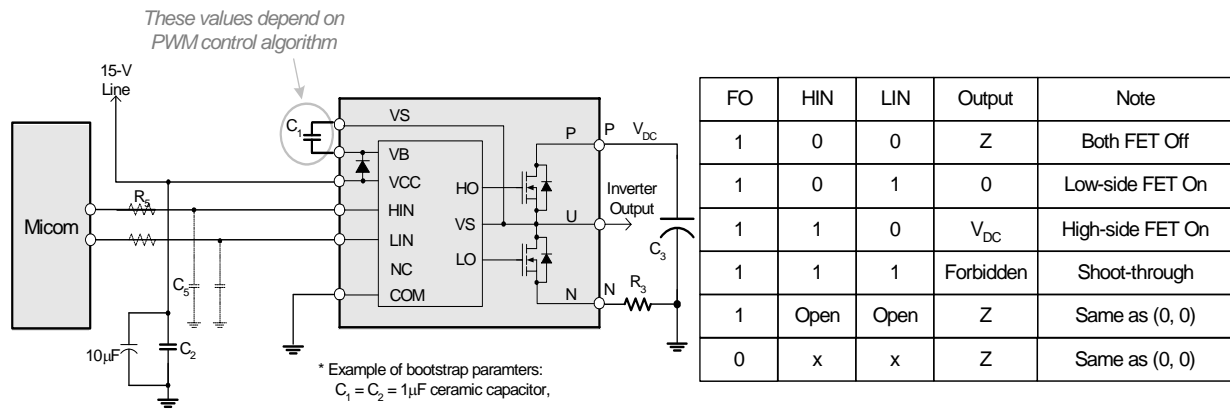 These values depend on
PWM control algorithm
15-V
Line
C1
VS
VB
VCC
HIN
LIN
NC
COM
HO
VS
LO
P
U
N
P
VDC
Inverter
Output
C3
N
R3
Micom
R5
C5
10μF
C2
* Example of bootstrap paramters:
C1 = C2 = 1μF ceramic capacitor,
FO HIN LIN Output Note
1 0 0 Z Both FET Off
1 0 1 0 Low-side FET On
1 1 0 VDC High-side FET On
1 1 1 Forbidden Shoot-through
1 Open Open Z Same as (0, 0)
0 x x Z Same as (0, 0)